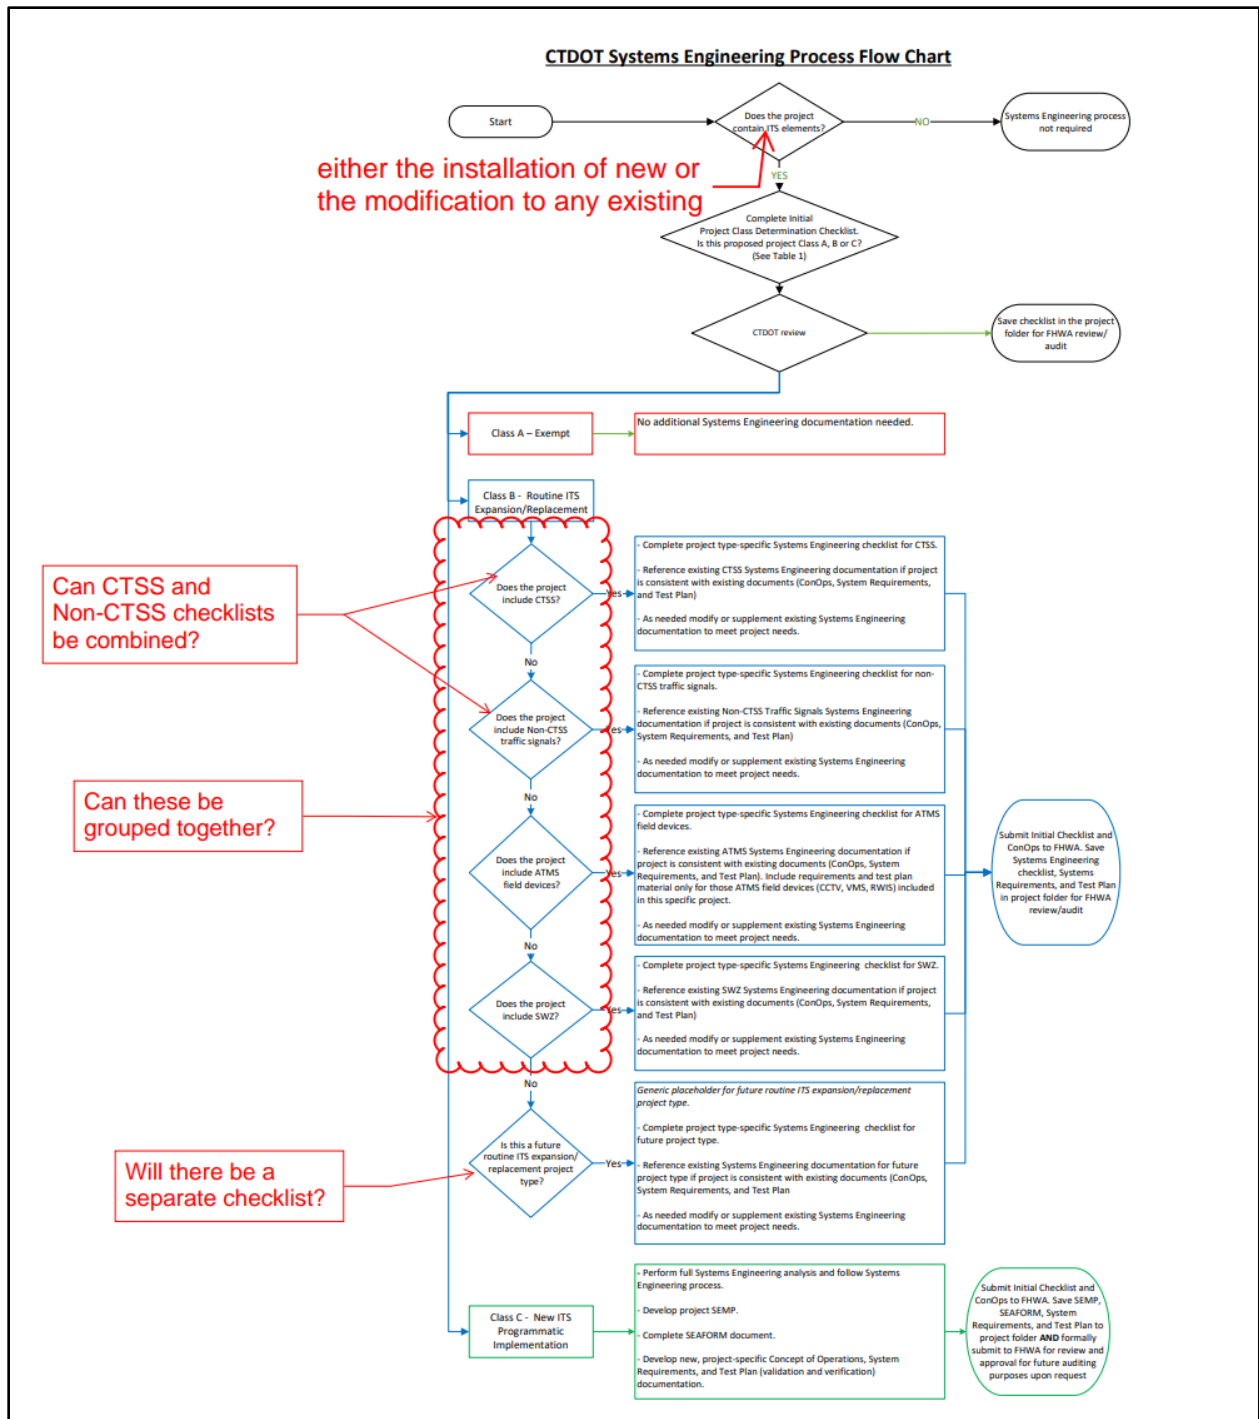 CTDOT Systems Engineering Process Flow Chart
Start
Does the project
contain ITS elements?
NO
Systems Engineering process
not required
either the installation of new or
the modification to any existing
YES
Complete Initial
Project Class Determination Checklist.
Is this proposed project Class A, B or C?
(See Table 1)
CTDOT review
Save checklist in the project
folder for FHWA review/
audit
Class A – Exempt
No additional Systems Engineering documentation needed.
Class B - Routine ITS
Expansion/Replacement
Can CTSS and
Non-CTSS checklists
be combined?
Does the project
include CTSS?
Yes
- Complete project type-specific Systems Engineering checklist for CTSS.
- Reference existing CTSS Systems Engineering documentation if project
is consistent with existing documents (ConOps, System Requirements,
and Test Plan)
- As needed modify or supplement existing Systems Engineering
documentation to meet project needs.
No
Does the project
include Non-CTSS
traffic signals?
Yes
- Complete project type-specific Systems Engineering checklist for non-
CTSS traffic signals.
- Reference existing Non-CTSS Traffic Signals Systems Engineering
documentation if project is consistent with existing documents (ConOps,
System Requirements, and Test Plan)
- As needed modify or supplement existing Systems Engineering
documentation to meet project needs.
No
Can these be
grouped together?
Does the project
include ATMS
field devices?
Yes
- Complete project type-specific Systems Engineering checklist for ATMS
field devices.
- Reference existing ATMS Systems Engineering documentation if
project is consistent with existing documents (ConOps, System
Requirements, and Test Plan). Include requirements and test plan
material only for those ATMS field devices (CCTV, VMS, RWIS) included
in this specific project.
- As needed modify or supplement existing Systems Engineering
documentation to meet project needs.
Submit Initial Checklist and
ConOps to FHWA. Save
Systems Engineering
checklist, Systems
Requirements, and Test Plan
in project folder for FHWA
review/audit
No
Does the project
include SWZ?
Yes
- Complete project type-specific Systems Engineering checklist for SWZ.
- Reference existing SWZ Systems Engineering documentation if project
is consistent with existing documents (ConOps, System Requirements,
and Test Plan)
- As needed modify or supplement existing Systems Engineering
documentation to meet project needs.
No
Will there be a
separate checklist?
Is this a future
routine ITS expansion/
replacement project
type?
Yes
Generic placeholder for future routine ITS expansion/replacement
project type.
- Complete project type-specific Systems Engineering checklist for
future project type.
- Reference existing Systems Engineering documentation for future
project type if project is consistent with existing documents (ConOps,
System Requirements, and Test Plan
- As needed modify or supplement existing Systems Engineering
documentation to meet project needs.
Class C - New ITS
Programmatic
Implementation
- Perform full Systems Engineering analysis and follow Systems
Engineering process.
- Develop project SEMP.
- Complete SEAFORM document.
- Develop new, project-specific Concept of Operations, System
Requirements, and Test Plan (validation and verification)
documentation.
Submit Initial Checklist and
ConOps to FHWA. Save SEMP,
SEAFORM, System
Requirements, and Test Plan to
project folder AND formally
submit to FHWA for review and
approval for future auditing
purposes upon request